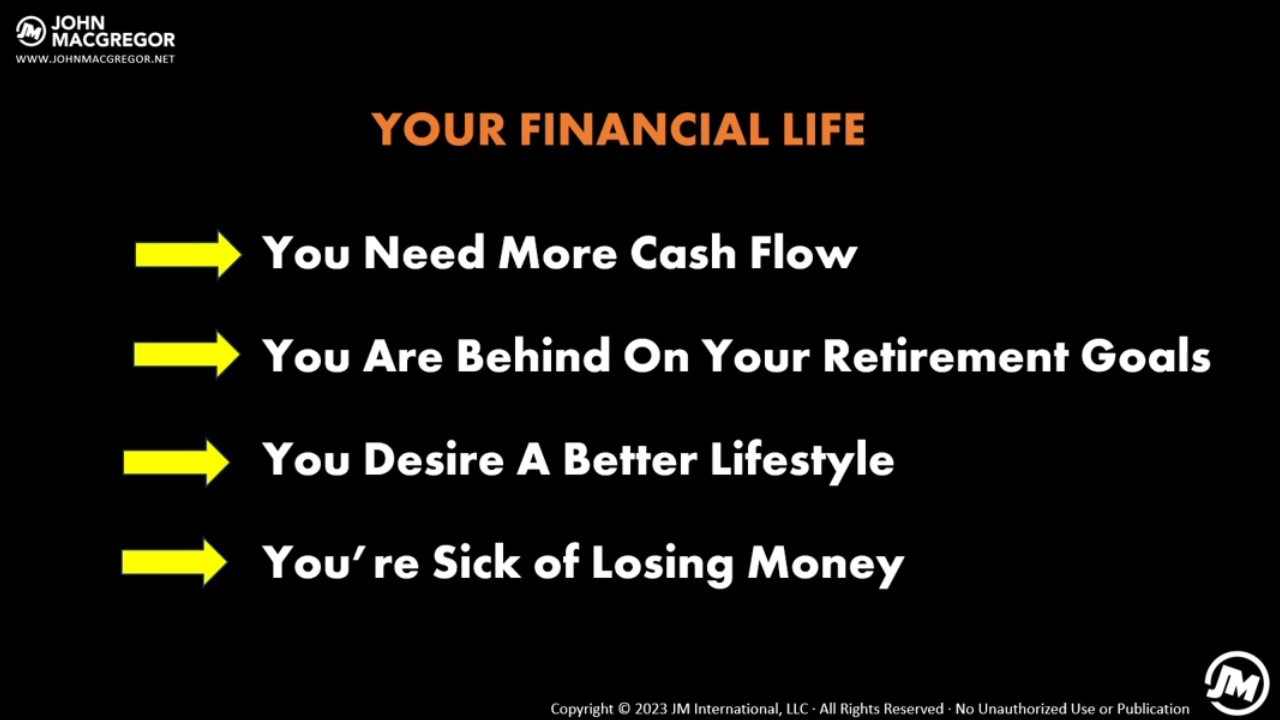 JM JOHN
MACGREGOR
WWW.JOHNMACGREGOR.NET
YOUR FINANCIAL LIFE
You Need More Cash Flow
You Are Behind On Your Retirement Goals
You Desire A Better Lifestyle
You’re Sick of Losing Money
JM
Copyright © 2023 JM International, LLC · All Rights Reserved · No Unauthorized Use or Publication